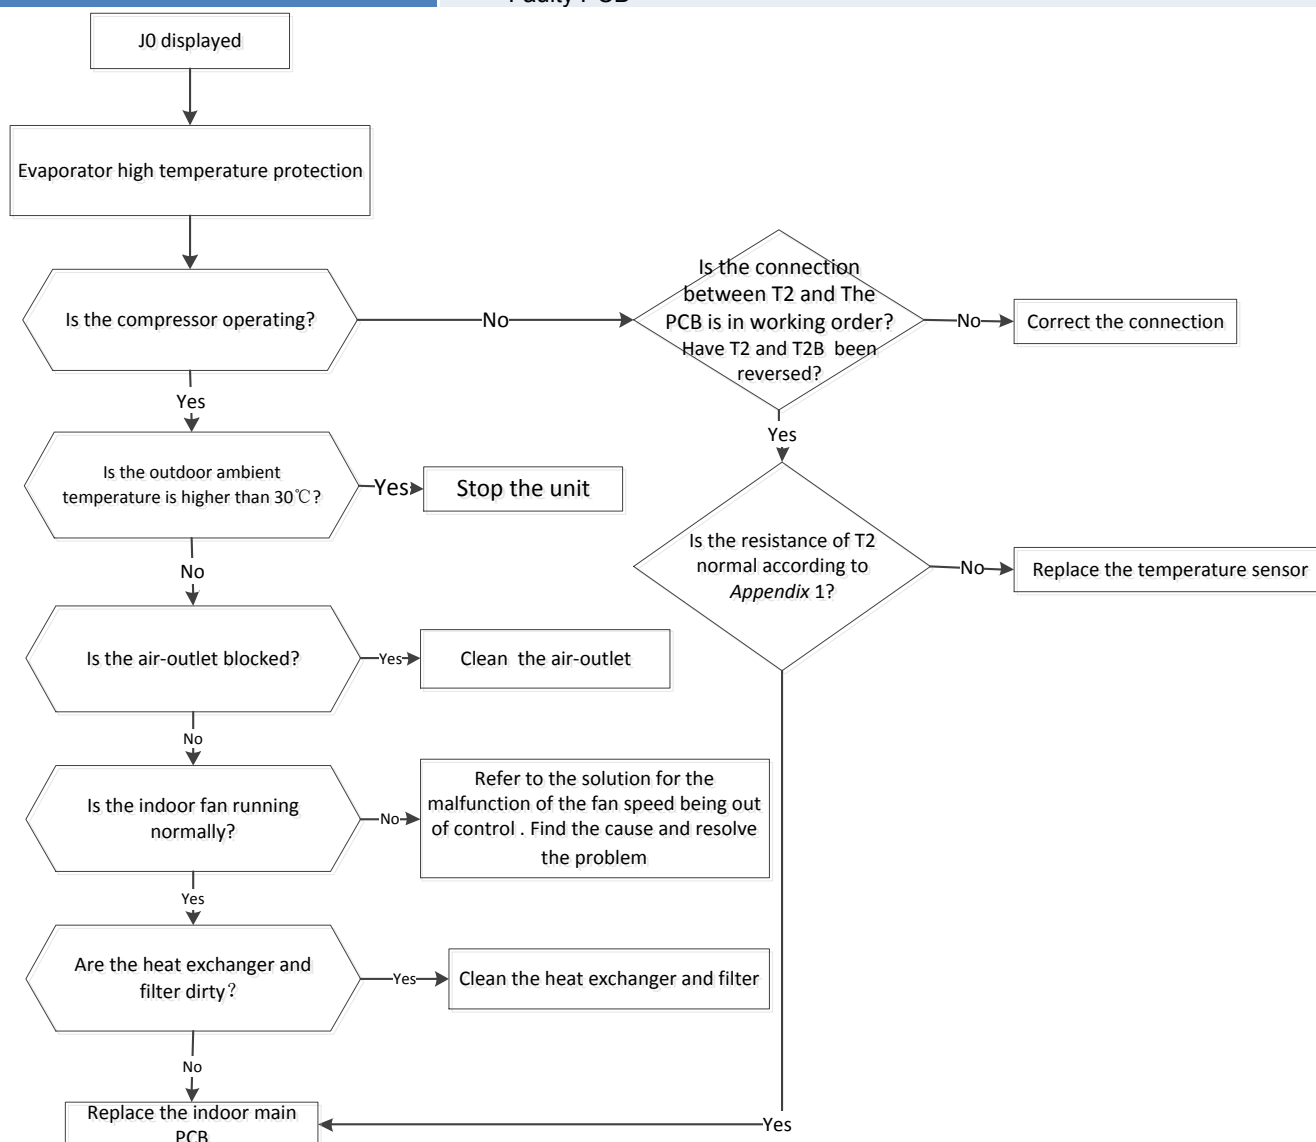 Faulty PCB
J0 displayed
Evaporator high temperature protection
Is the compressor operating?
No
Is the connection
between T2 and The
PCB is in working order?
Have T2 and T2B been
reversed?
No
Correct the connection
Yes
Yes
Is the outdoor ambient
temperature is higher than 30℃?
Yes
Stop the unit
Is the resistance of T2
normal according to
Appendix 1?
No
Replace the temperature sensor
No
Is the air-outlet blocked?
Yes
Clean the air-outlet
No
Is the indoor fan running
normally?
No
Refer to the solution for the
malfunction of the fan speed being out
of control . Find the cause and resolve
the problem
Yes
Are the heat exchanger and
filter dirty?
Yes
Clean the heat exchanger and filter
No
Replace the indoor main
PCB
Yes